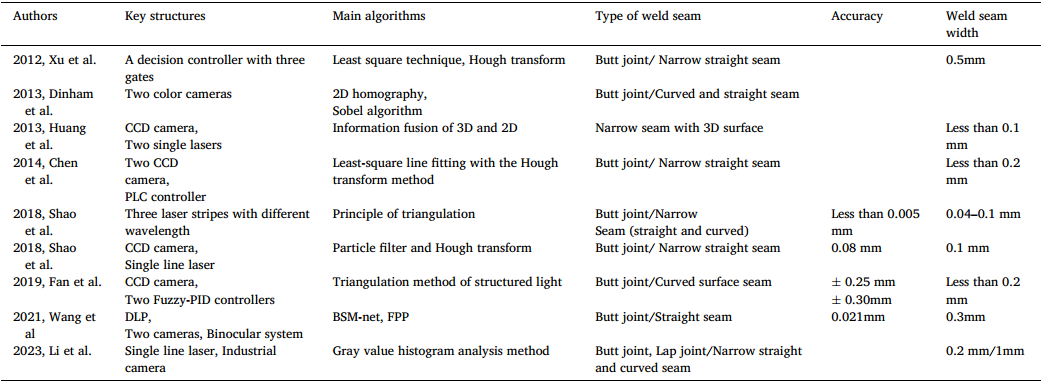 Authors Key structures Main algorithms Type of weld seam Accuracy Weld seam
width
2012, Xu et al. A decision controller with three Least square technique, Hough transform Butt joint/ Narrow straight seam 0.5mm
gates
2013, Dinham Two color cameras 2D homography, Butt joint/Curved and straight seam
et al. Sobel algorithm
2013, Huang CCD camera, Information fusion of 3D and 2D Narrow seam with 3D surface Less than 0.1
et al. Two single lasers mm
2014, Chen Two CCD Least-square line fitting with the Hough Butt joint/ Narrow straight seam Less than 0.2
et al. camera, transform method mm
PLC controller
2018, Shao Three laser stripes with different Principle of triangulation Butt joint/Narrow Less than 0.005 0.04–0.1 mm
et al. wavelength Seam (straight and curved) mm
2018, Shao CCD camera, Particle filter and Hough transform Butt joint/ Narrow straight seam 0.08 mm 0.1 mm
et al. Single line laser
2019, Fan et al. CCD camera, Triangulation method of structured light Butt joint/Curved surface seam ± 0.25 mm Less than 0.2
Two Fuzzy-PID controllers ± 0.30mm mm
2021, Wang et DLP, BSM-net, FPP Butt joint/Straight seam 0.021mm 0.3mm
al Two cameras, Binocular system
2023, Li et al. Single line laser, Industrial Gray value histogram analysis method Butt joint, Lap joint/Narrow straight 0.2 mm/1mm
camera and curved seam